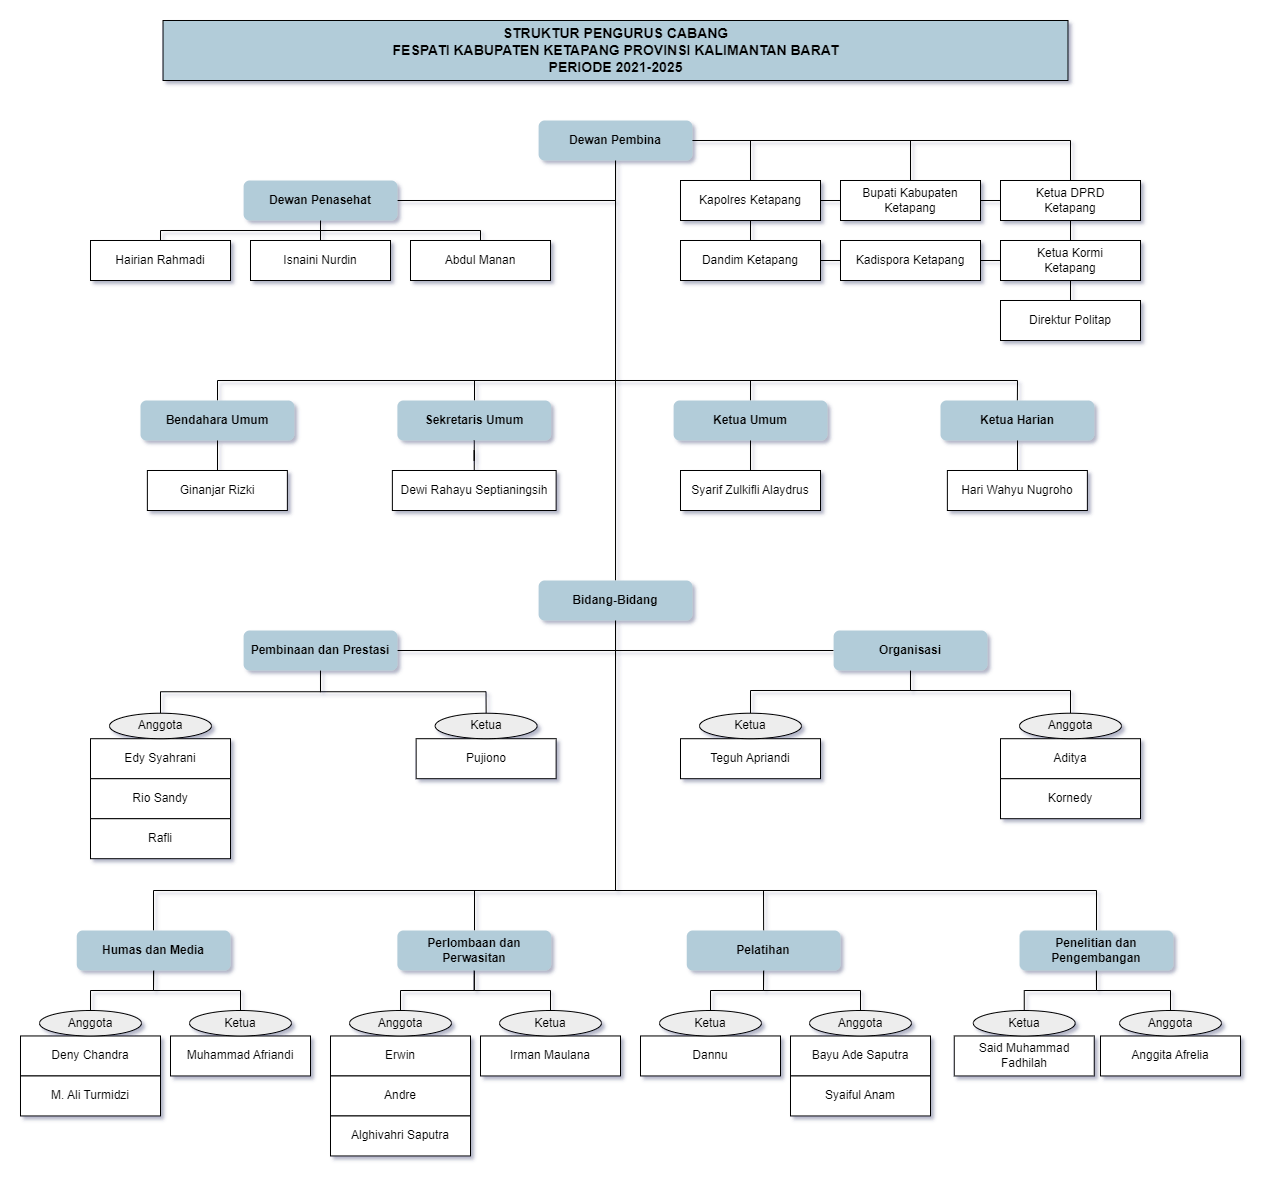 STRUKTUR PENGURUS CABANG
FESPATI KABUPATEN KETAPANG PROVINSI KALIMANTAN BARAT
PERIODE 2021-2025
Dewan Pembina
Kapolres Ketapang
Bupati Kabupaten
Ketapang
Ketua DPRD
Ketapang
Dewan Penasehat
Hairian Rahmadi
Isnaini Nurdin
Abdul Manan
Dandim Ketapang
Kadispora Ketapang
Ketua Kormi
Ketapang
Direktur Politap
Bendahara Umum
Sekretaris Umum
Ketua Umum
Ketua Harian
Ginanjar Rizki
Dewi Rahayu Septianingsih
Syarif Zulkifli Alaydrus
Hari Wahyu Nugroho
Bidang-Bidang
Pembinaan dan Prestasi
Organisasi
Anggota
Edy Syahrani
Rio Sandy
Rafli
Ketua
Pujiono
Ketua
Teguh Apriandi
Anggota
Aditya
Kornedy
Humas dan Media
Perlombaan dan
Perwasitan
Pelatihan
Penelitian dan
Pengembangan
Anggota
Deny Chandra
M. Ali Turmidzi
Ketua
Muhammad Afriandi
Anggota
Erwin
Andre
Alghivahri Saputra
Ketua
Irman Maulana
Ketua
Dannu
Anggota
Bayu Ade Saputra
Syaiful Anam
Ketua
Said Muhammad
Fadhilah
Anggota
Anggita Afrelia